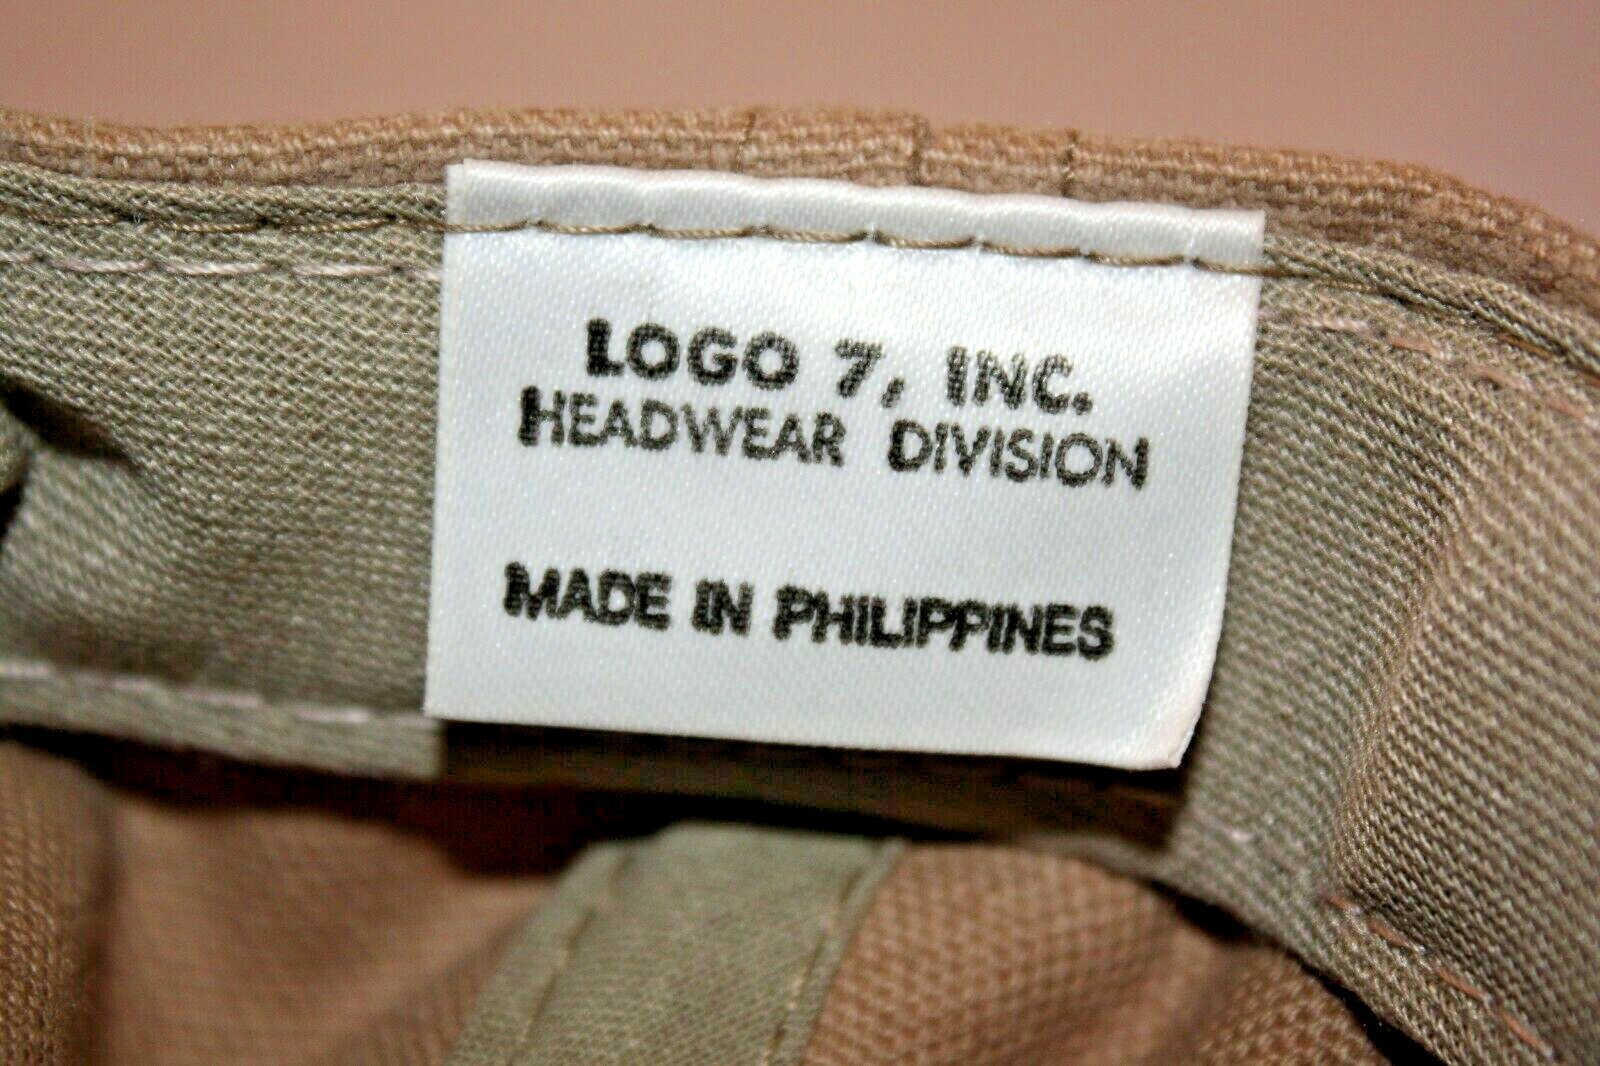 LOGO 7, INC.
HEADWEAR DIVISION
MADE IN PHILIPPINES